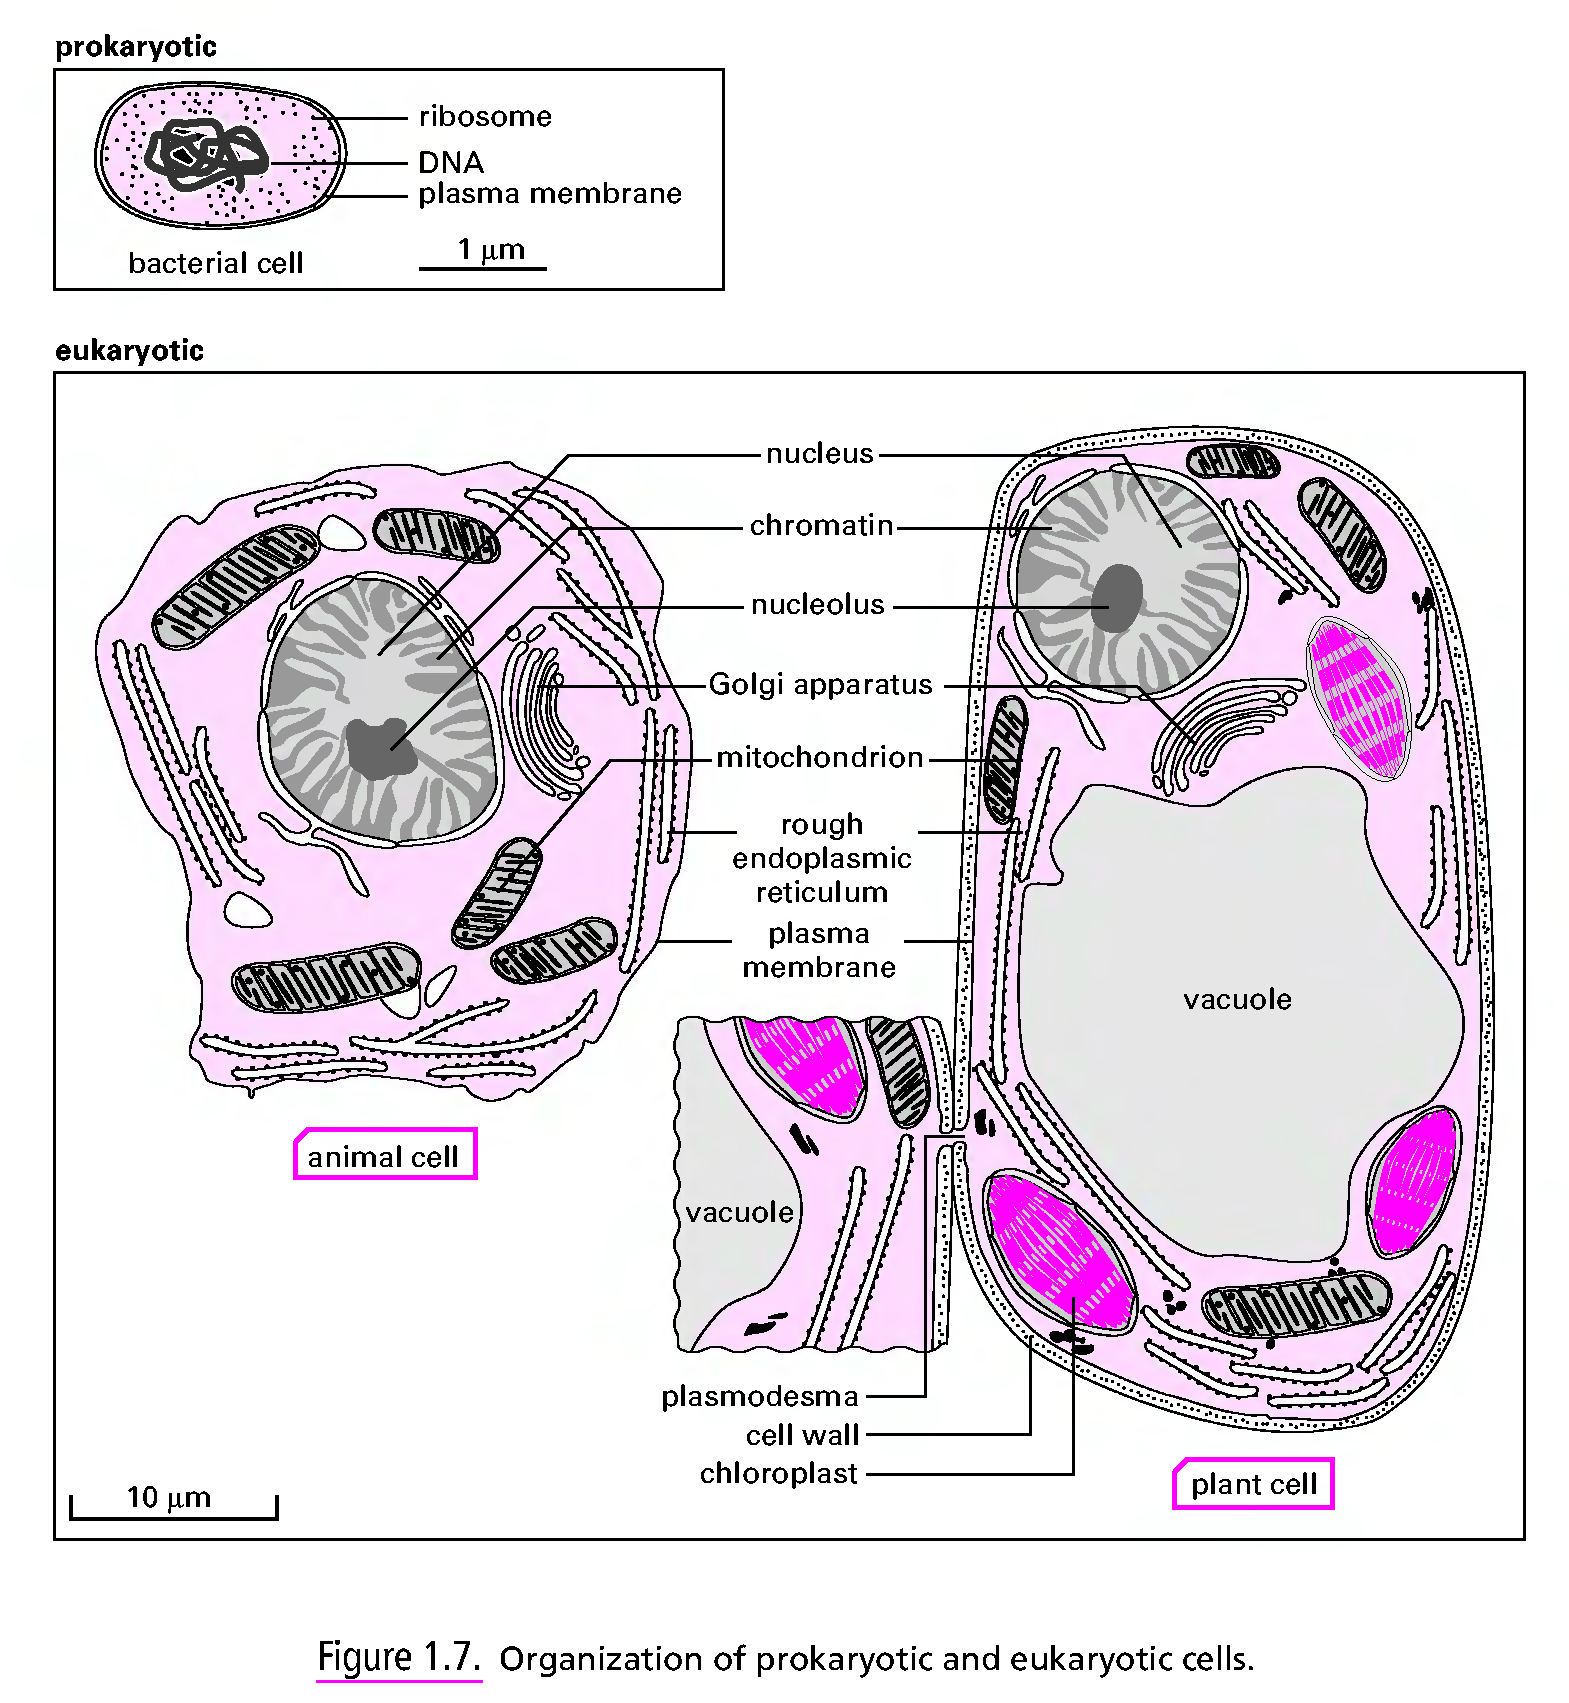 prokaryotic
ribosome
DNA
plasma membrane
bacterial cell
1 μm
eukaryotic
nucleus
chromatin
nucleolus
Golgi apparatus
mitochondrion
rough
endoplasmic
reticulum
plasma
membrane
vacuole
animal cell
vacuole
plasmodesma
cell wall
chloroplast
plant cell
10 μm
Figure 1.7. Organization of prokaryotic and eukaryotic cells.